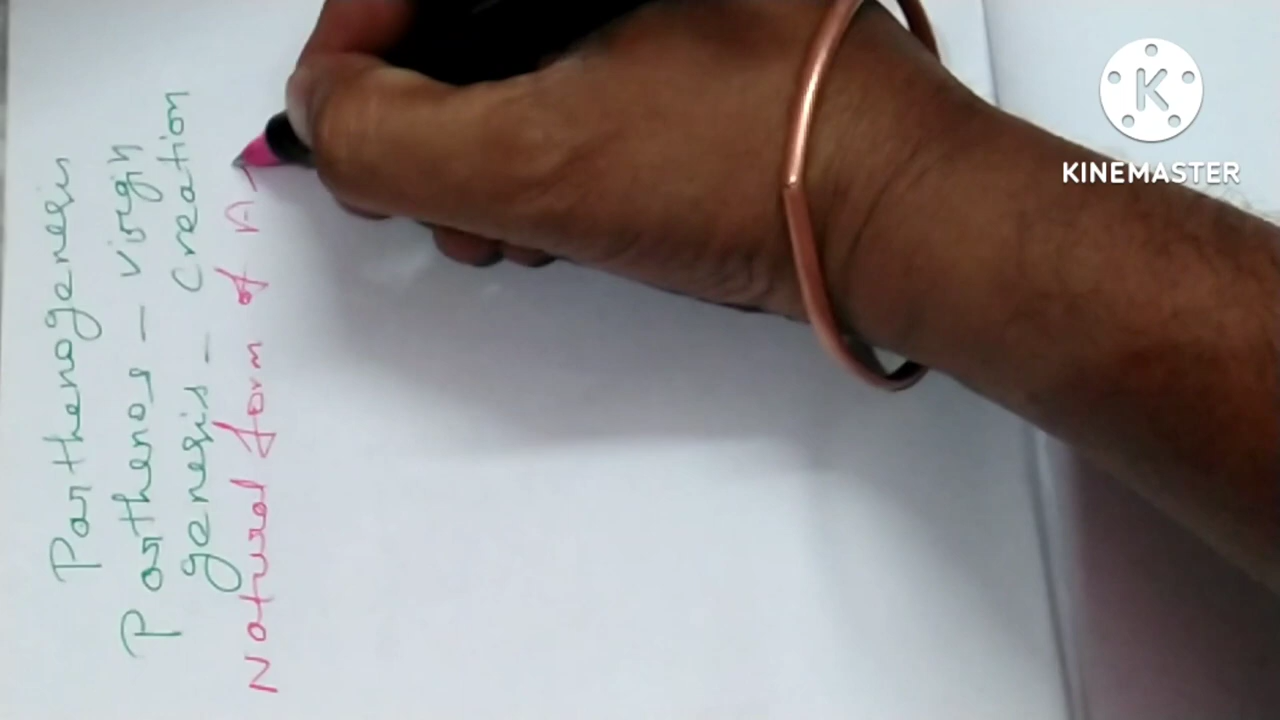 Parthenogenesis
Parthenos - virgin
genesis - creation
Natural form of A
KINEMASTER